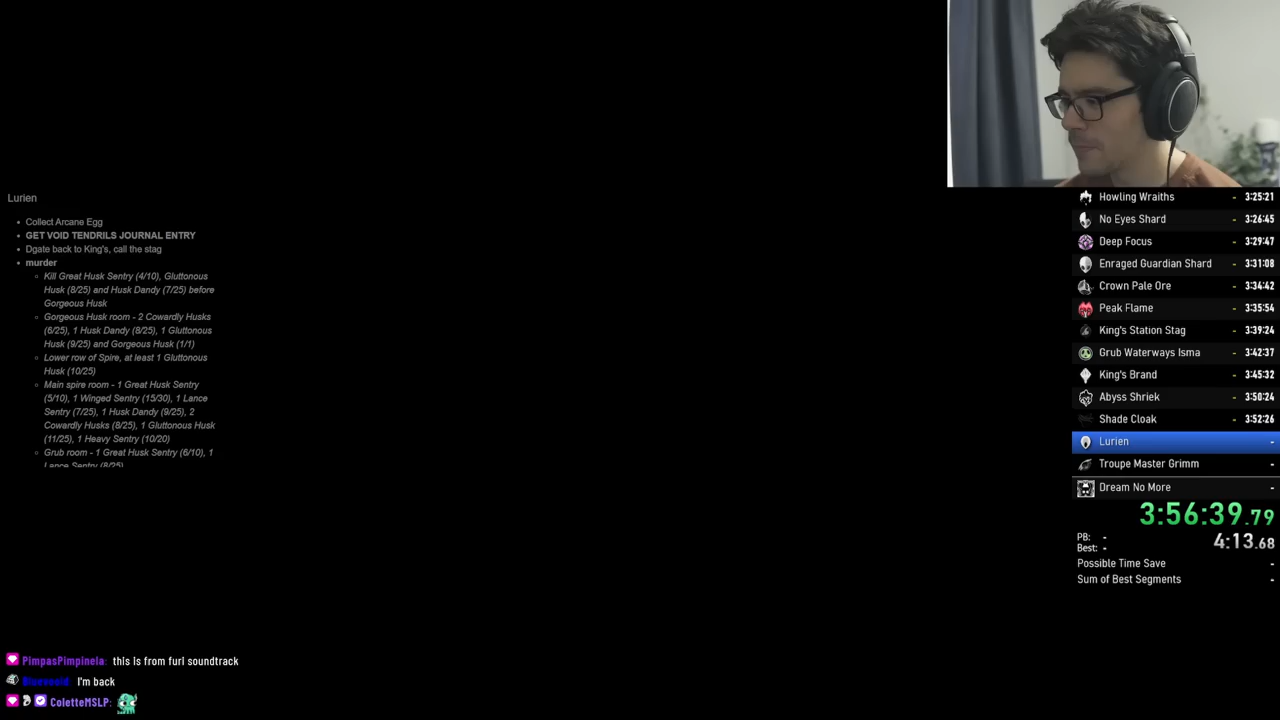 Lurien
• Collect Arcane Egg
• GET VOID TENDRILS JOURNAL ENTRY
• Dgate back to King's, call the stag
• murder
Kill Great Husk Sentry (4/10), Gluttonous
Husk (8/25) and Husk Dandy (7/25) before
Gorgeous Husk
Gorgeous Husk room - 2 Cowardly Husks
(6/25), 1 Husk Dandy (8/25), 1 Gluttonous
Husk (9/25) and Gorgeous Husk (1/1)
Lower row of Spire, at least 1 Gluttonous
Husk (10/25)
Main spire room - 1 Great Husk Sentry
(5/10), 1 Winged Sentry (15/30), 1 Lance
Sentry (7/25), 1 Husk Dandy (9/25), 2
Cowardly Husks (8/25), 1 Gluttonous Husk
(11/25), 1 Heavy Sentry (10/20)
Grub room - 1 Great Husk Sentry (6/10), 1
Lance Sentry (8/25)
Howling Wraiths - 3:25:21
No Eyes Shard - 3:26:45
Deep Focus - 3:29:47
Enraged Guardian Shard - 3:31:08
Crown Pale Ore - 3:34:42
Peak Flame - 3:35:54
King's Station Stag - 3:39:24
Grub Waterways Isma - 3:42:37
King's Brand - 3:45:32
Abyss Shriek - 3:50:24
Shade Cloak - 3:52:26
Lurien -
Troupe Master Grimm -
Dream No More -
3:56:39.79
PB: -
Best: -
4:13.68
Possible Time Save -
Sum of Best Segments -
PimpasPimpinela: this is from furi soundtrack
Bluevoold I'm back
ColetteMSLP: